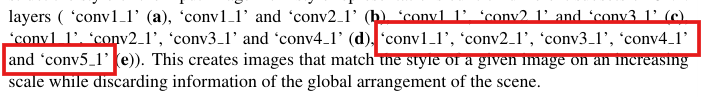 layers ( ‘conv1_1’ (a), ‘conv1_1’ and ‘conv2_1’ (b), ‘conv1_1’, ‘conv2_1’ and ‘conv3_1’ (c),
‘conv1_1’, ‘conv2_1’, ‘conv3_1’ and ‘conv4_1’ (d), ‘conv1_1’, ‘conv2_1’, ‘conv3_1’, ‘conv4_1’
and ‘conv5_1’ (e)). This creates images that match the style of a given image on an increasing
scale while discarding information of the global arrangement of the scene.